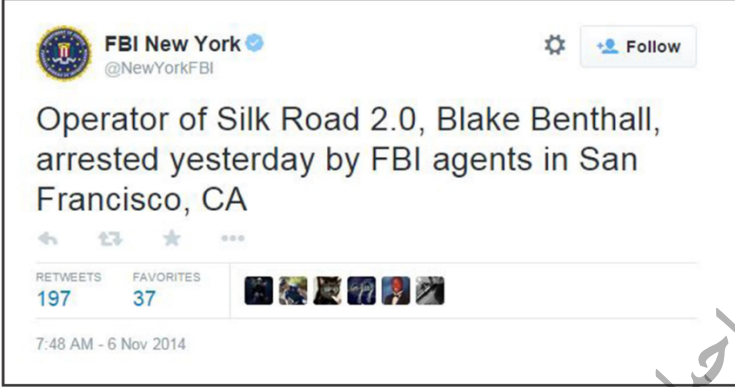 FBI New York
@NewYorkFBI
Follow
Operator of Silk Road 2.0, Blake Benthall,
arrested yesterday by FBI agents in San
Francisco, CA
RETWEETS FAVORITES
197 37
7:48 AM - 6 Nov 2014